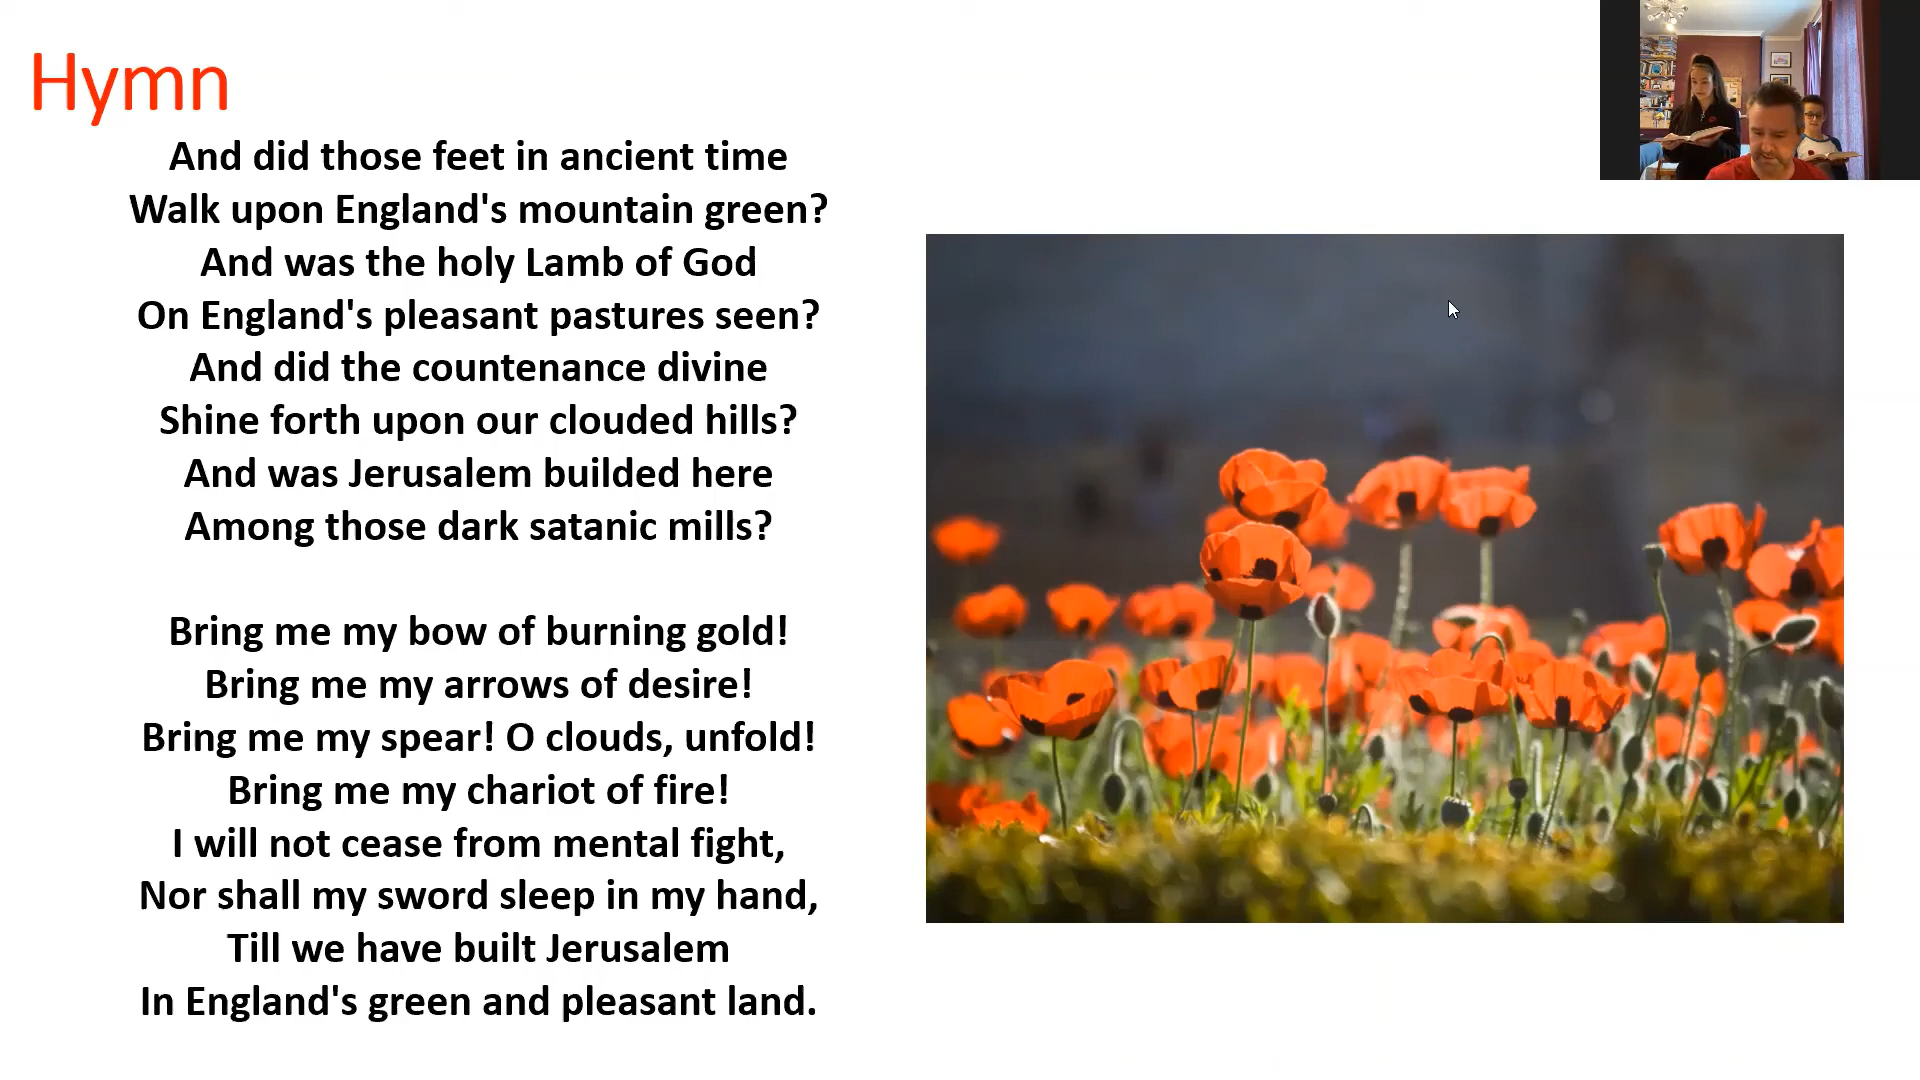 Hymn
And did those feet in ancient time
Walk upon England's mountain green?
And was the holy Lamb of God
On England's pleasant pastures seen?
And did the countenance divine
Shine forth upon our clouded hills?
And was Jerusalem builded here
Among those dark satanic mills?
Bring me my bow of burning gold!
Bring me my arrows of desire!
Bring me my spear! O clouds, unfold!
Bring me my chariot of fire!
I will not cease from mental fight,
Nor shall my sword sleep in my hand,
Till we have built Jerusalem
In England's green and pleasant land.